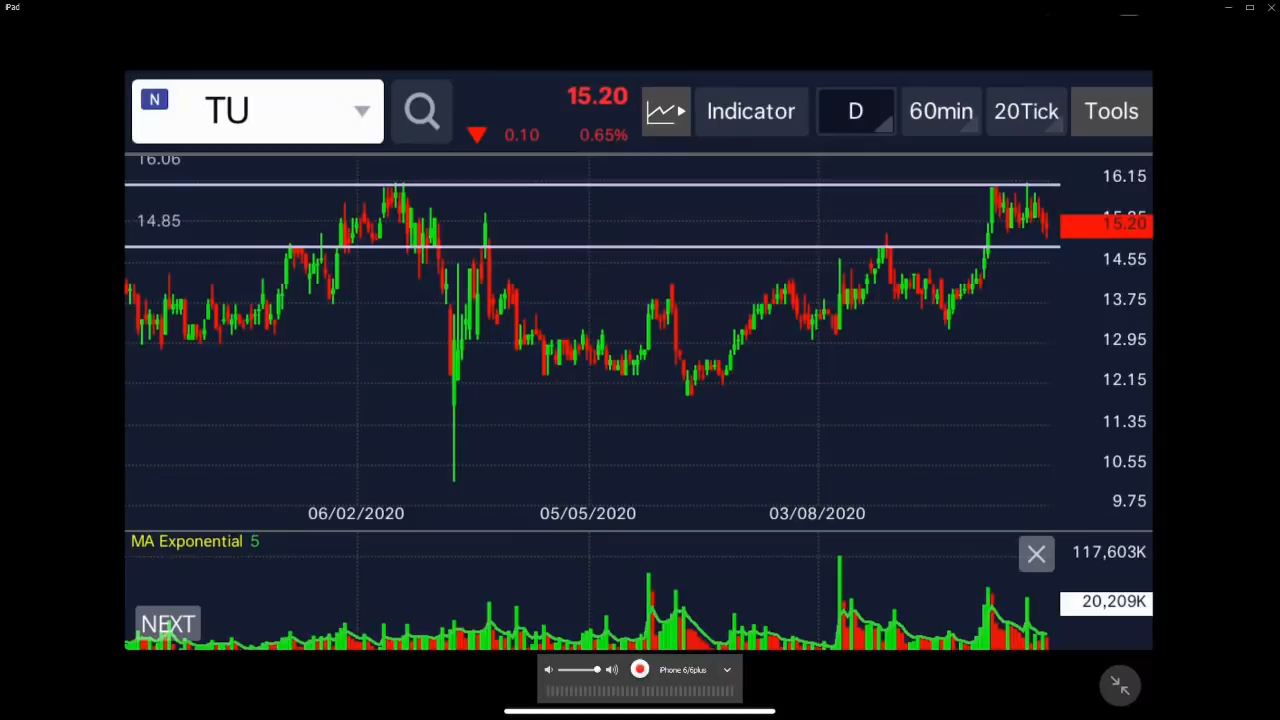 iPad
N TU 15.20 0.10 0.65% Indicator D 60min 20Tick Tools
16.06
16.15
14.85
15.20
14.55
13.75
12.95
12.15
11.35
10.55
9.75
06/02/2020 05/05/2020 03/08/2020
MA Exponential 5
117,603K
20,209K
NEXT
iPhone 6/6plus